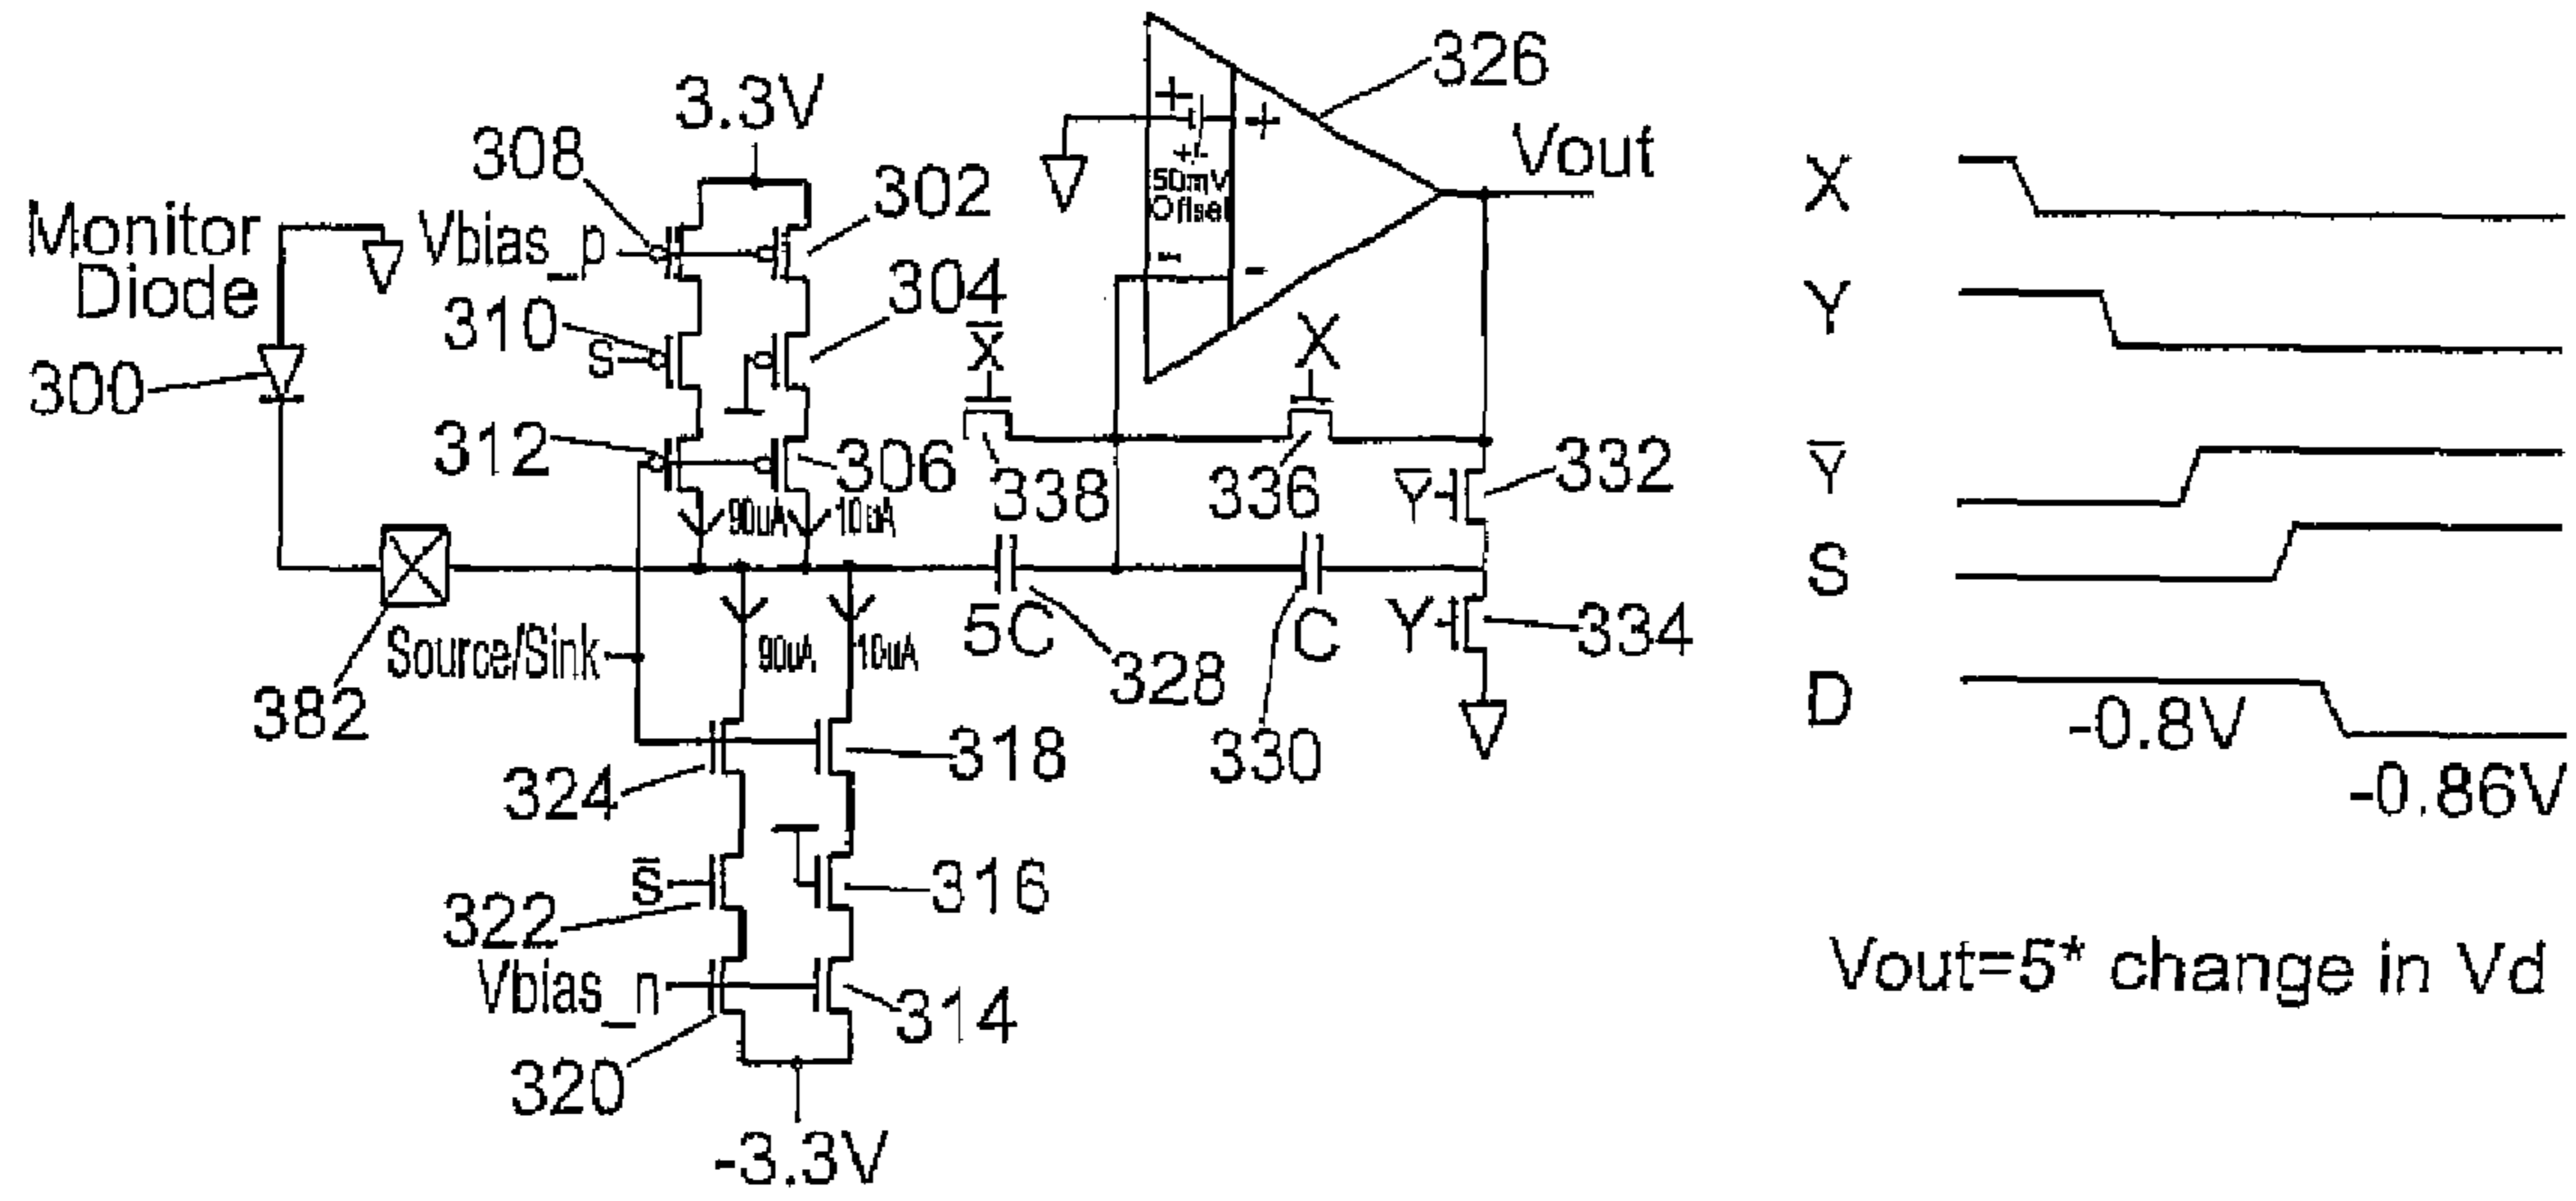 326
3.3V
Vout
308
302
Monitor
Diode
Vbias_p
+
+
+/-
50mV
Offset
-
-
X
304
310
S
X̅
X
Y
300
312
306
338
336
Y̅
332
Y̅
90uA
10uA
S
5C
C
Y
334
Source/Sink
90uA
10uA
328
330
382
D
-0.8V
-0.86V
324
318
S̅
322
316
Vbias_n
314
Vout=5* change in Vd
320
-3.3V